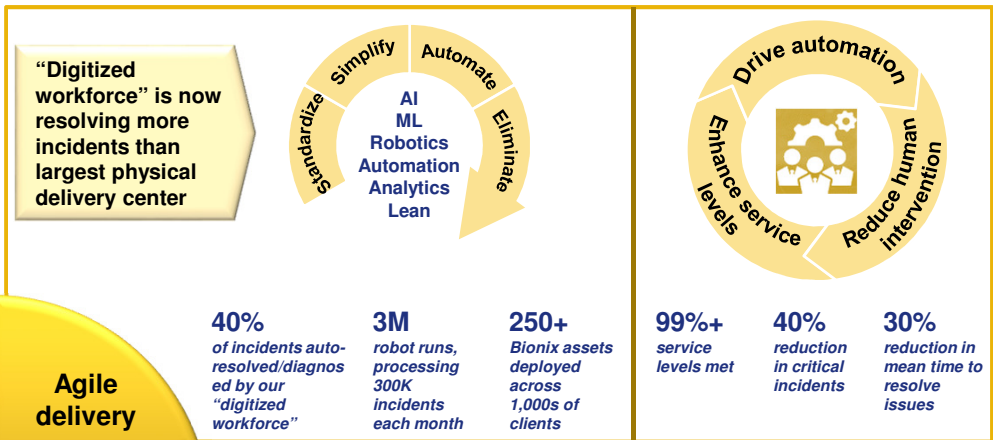 “Digitized
workforce” is now
resolving more
incidents than
largest physical
delivery center
Standardize
Simplify
Automate
Eliminate
AI
ML
Robotics
Automation
Analytics
Lean
Drive automation
Reduce human
intervention
Enhance service
levels
Agile
delivery
40%
of incidents auto-
resolved/diagnos
ed by our
“digitized
workforce”
3M
robot runs,
processing
300K
incidents
each month
250+
Bionix assets
deployed
across
1,000s of
clients
99%+
service
levels met
40%
reduction
in critical
incidents
30%
reduction in
mean time to
resolve
issues